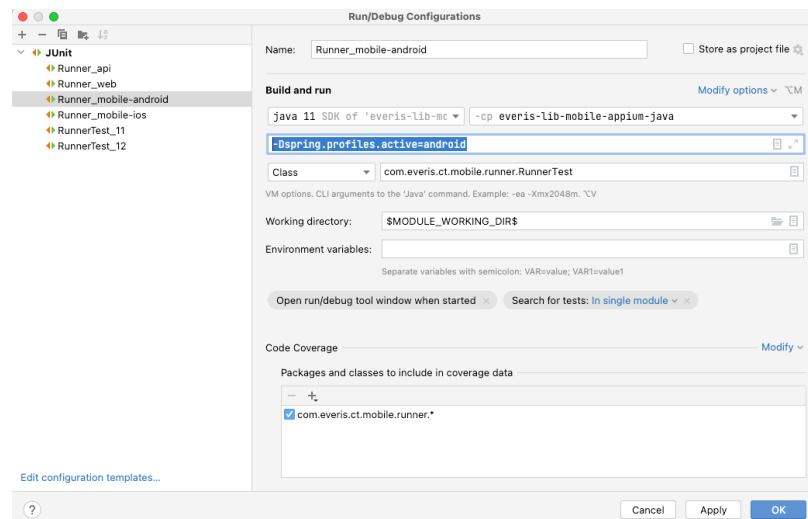 Run/Debug Configurations
JUnit
Runner_api
Runner_web
Runner_mobile-android
Runner_mobile-ios
RunnerTest_11
RunnerTest_12
Edit configuration templates...
Name: Runner_mobile-android
Store as project file
Build and run
Modify options ⌥M
java 11 SDK of 'everis-lib-mc
-cp everis-lib-mobile-appium-java
-Dspring.profiles.active=android
Class
com.everis.ct.mobile.runner.RunnerTest
VM options. CLI arguments to the 'Java' command. Example: -ea -Xmx2048m. ⌥V
Working directory: $MODULE_WORKING_DIR$
Environment variables:
Separate variables with semicolon: VAR=value; VAR1=value1
Open run/debug tool window when started ×
Search for tests: In single module ×
Code Coverage
Modify
Packages and classes to include in coverage data
com.everis.ct.mobile.runner.*
?
Cancel
Apply
OK